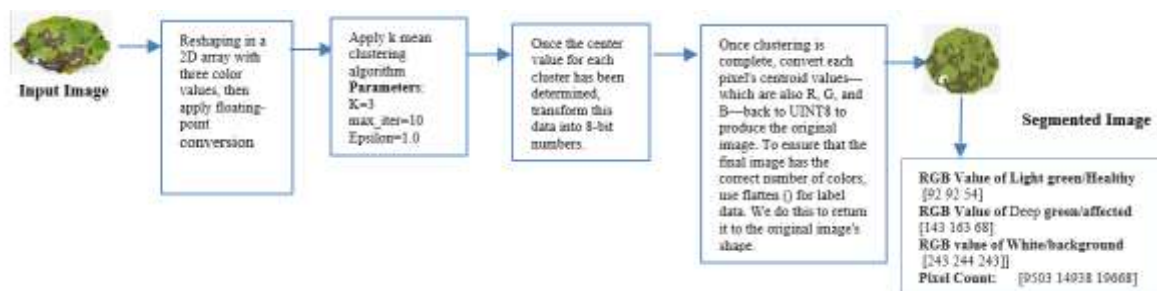 Input Image
Reshaping in a
2D array with
three color
values, then
apply floating-
point
conversion
Apply k mean
clustering
algorithm
Parameters:
K=3
max_iter=10
Epsilon=1.0
Once the center
value for each
cluster has been
determined,
transform this
data into 8-bit
numbers.
Once clustering is
complete, convert each
pixel's centroid values—
which are also R, G, and
B—back to UINT8 to
produce the original
image. To ensure that the
final image has the
correct number of colors,
use flatten () for label
data. We do this to return
it to the original image's
shape.
Segmented Image
RGB Value of Light green/Healthy
[92 92 54]
RGB Value of Deep green/affected
[143 163 68]
RGB value of White/background
[243 244 243]]
Pixel Count: [9503 14938 19668]